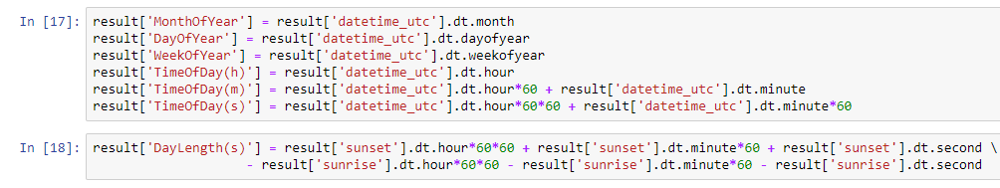 In [17]: result['MonthOfYear'] = result['datetime_utc'].dt.month
result['DayOfYear'] = result['datetime_utc'].dt.dayofyear
result['WeekOfYear'] = result['datetime_utc'].dt.weekofyear
result['TimeOfDay(h)'] = result['datetime_utc'].dt.hour
result['TimeOfDay(m)'] = result['datetime_utc'].dt.hour*60 + result['datetime_utc'].dt.minute
result['TimeOfDay(s)'] = result['datetime_utc'].dt.hour*60*60 + result['datetime_utc'].dt.minute*60
In [18]: result['DayLength(s)'] = result['sunset'].dt.hour*60*60 + result['sunset'].dt.minute*60 + result['sunset'].dt.second \
- result['sunrise'].dt.hour*60*60 - result['sunrise'].dt.minute*60 - result['sunrise'].dt.second